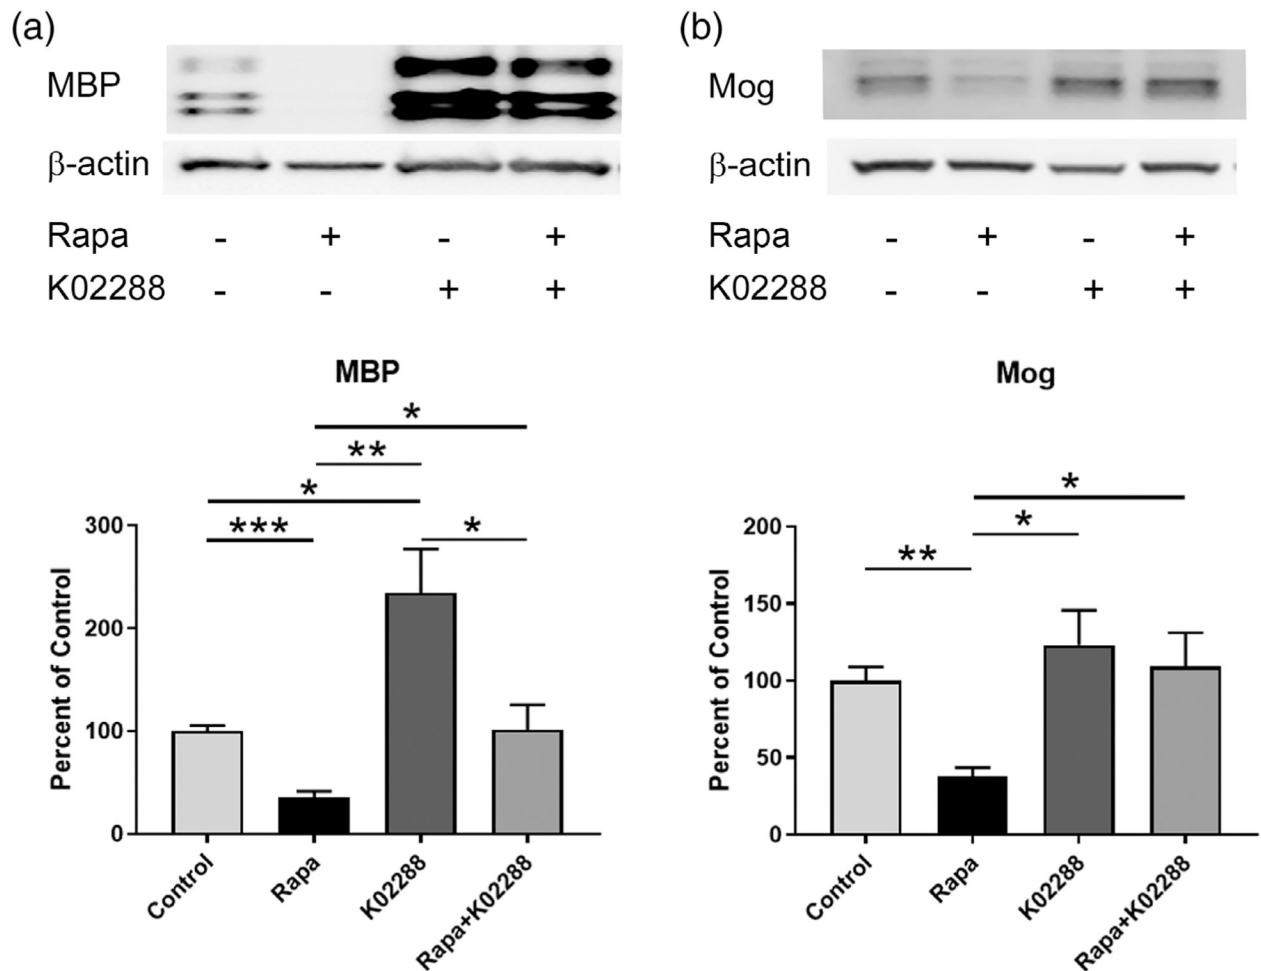 (a)
MBP
β-actin
Rapa - + - +
K02288 - - + +
MBP
*
**
*
***
*
Percent of Control
300
200
100
0
Control
Rapa
K02288
Rapa+K02288
(b)
Mog
β-actin
Rapa - + - +
K02288 - - + +
Mog
*
*
**
Percent of Control
200
150
100
50
0
Control
Rapa
K02288
Rapa+K02288